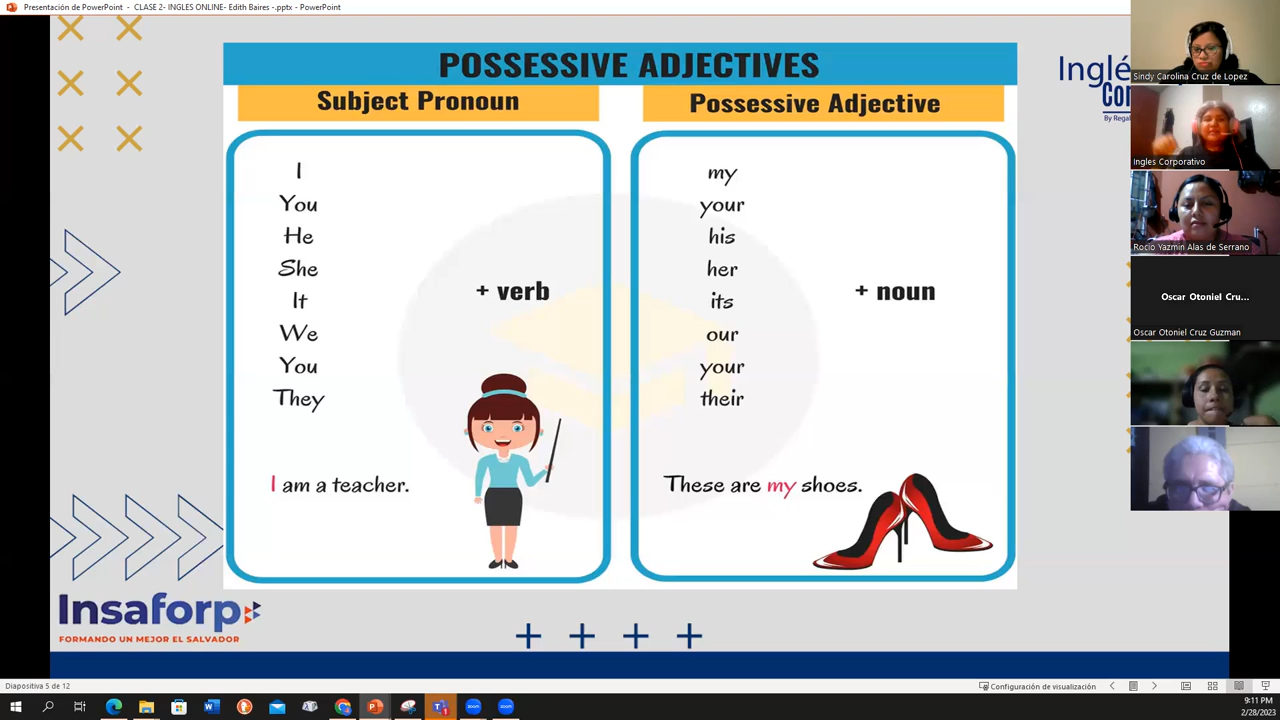 Presentación de PowerPoint - CLASE 2- INGLES ONLINE- Edith Baires -.pptx - PowerPoint
POSSESSIVE ADJECTIVES
Subject Pronoun
Possessive Adjective
I
You
He
She
It
We
You
They
+ verb
I am a teacher.
my
your
his
her
its
our
your
their
+ noun
These are my shoes.
Insaforp
FORMANDO UN MEJOR EL SALVADOR
Sindy Carolina Cruz de Lopez
Ingles Corporativo
Rocio Yazmin Alas de Serrano
Oscar Otoniel Cru...
Oscar Otoniel Cruz Guzman
Diapositiva 5 de 12
Configuración de visualización
9:11 PM
2/28/2023